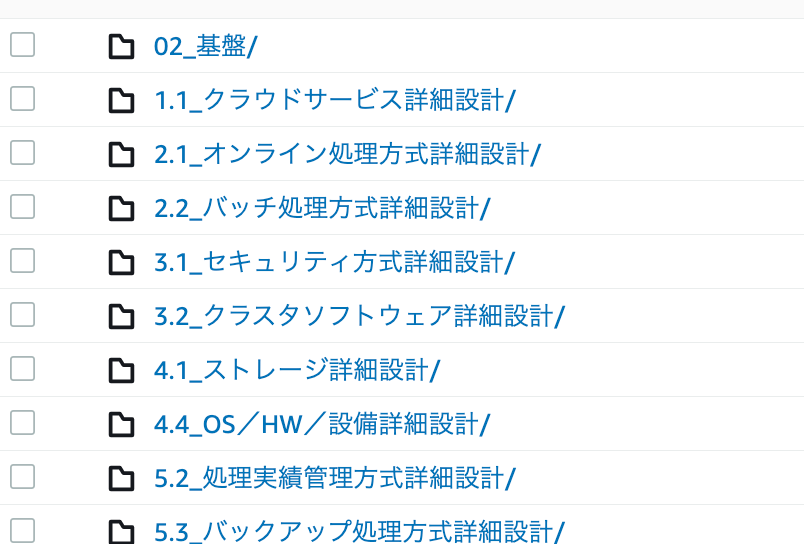 02_基盤/
1.1_クラウドサービス詳細設計/
2.1_オンライン処理方式詳細設計/
2.2_バッチ処理方式詳細設計/
3.1_セキュリティ方式詳細設計/
3.2_クラスタソフトウェア詳細設計/
4.1_ストレージ詳細設計/
4.4_OS／HW／設備詳細設計/
5.2_処理実績管理方式詳細設計/
5.3_バックアップ処理方式詳細設計/